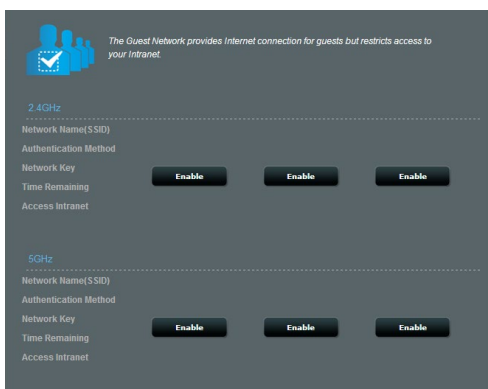 The Guest Network provides Internet connection for guests but restricts access to
your Intranet.
2.4GHz
Network Name(SSID)
Authentication Method
Network Key
Enable Enable Enable
Time Remaining
Access Intranet
5GHz
Network Name(SSID)
Authentication Method
Network Key
Enable Enable Enable
Time Remaining
Access Intranet